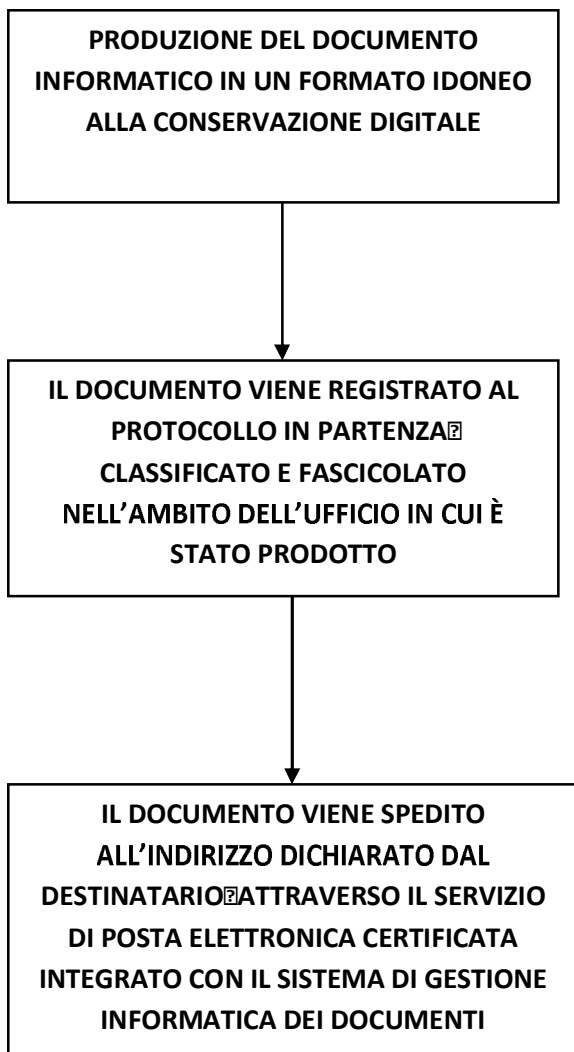 PRODUZIONE DEL DOCUMENTO
INFORMATICO IN UN FORMATO IDONEO
ALLA CONSERVAZIONE DIGITALE
IL DOCUMENTO VIENE REGISTRATO AL
PROTOCOLLO IN PARTENZA⍰
CLASSIFICATO E FASCICOLATO
NELL’AMBITO DELL’UFFICIO IN CUI È
STATO PRODOTTO
IL DOCUMENTO VIENE SPEDITO
ALL’INDIRIZZO DICHIARATO DAL
DESTINATARIO⍰ATTRAVERSO IL SERVIZIO
DI POSTA ELETTRONICA CERTIFICATA
INTEGRATO CON IL SISTEMA DI GESTIONE
INFORMATICA DEI DOCUMENTI